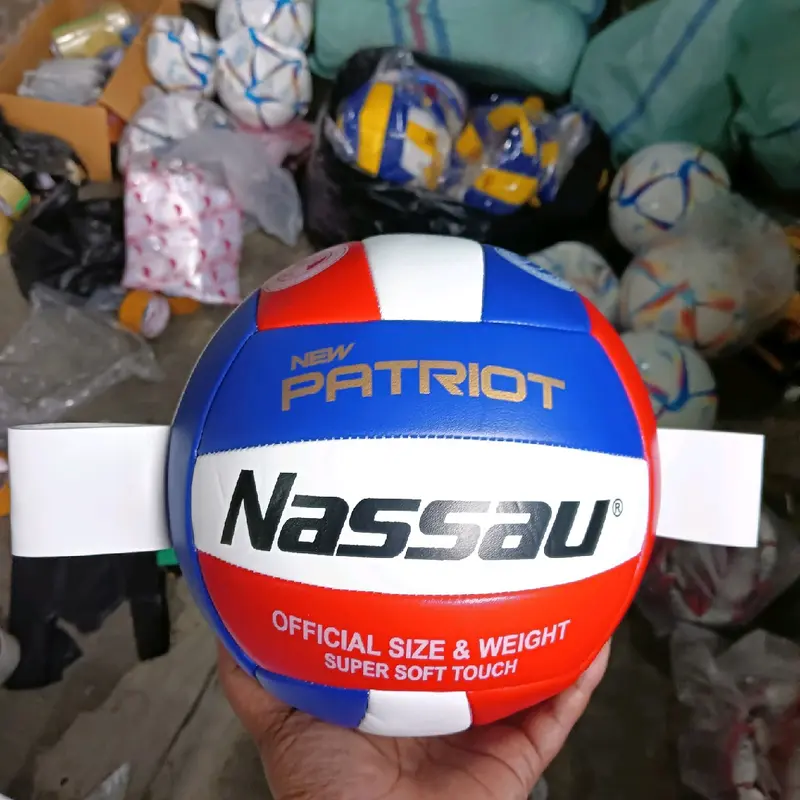 NEW
PATRIOT
Nassau®
OFFICIAL SIZE & WEIGHT
SUPER SOFT TOUCH